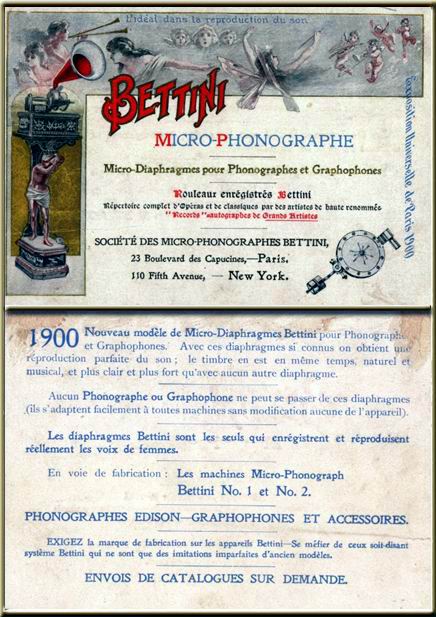 L'idéal dans la reproduction du son
BETTINI
MICRO-PHONOGRAPHE
Exposition Universelle de Paris 1900
Micro-Diaphragmes pour Phonographes et Graphophones
Rouleaux enrégistrés Bettini
Répertoire complet d'Opéras et de classiques par des artistes de haute renommée
"Records" autographes de Grands Artistes
SOCIÉTÉ DES MICRO-PHONOGRAPHES BETTINI,
23 Boulevard des Capucines,—Paris.
110 Fifth Avenue, — New York.
1900 Nouveau modèle de Micro-Diaphragmes Bettini pour Phonographe
et Graphophones. Avec ces diaphragmes si connus on obtient une
réproduction parfaite du son; le timbre en est en même temps, naturel et
musical, et plus clair et plus fort qu'avec aucun autre diaphragme.
Aucun Phonographe ou Graphophone ne peut se passer de ces diaphragmes
(ils s'adaptent facilement à toutes machines sans modification aucune de l'appareil).
Les diaphragmes Bettini sont les seuls qui enrégistrent et réproduisent
réellement les voix de femmes.
En voie de fabrication: Les machines Micro-Phonograph
Bettini No. 1 et No. 2.
PHONOGRAPHES EDISON—GRAPHOPHONES ET ACCESSOIRES.
EXIGEZ la marque de fabrication sur les appareils Bettini—Se méfier de ceux soit-disant
système Bettini qui ne sont que des imitations imparfaites d'ancien modèles.
ENVOIS DE CATALOGUES SUR DEMANDE.